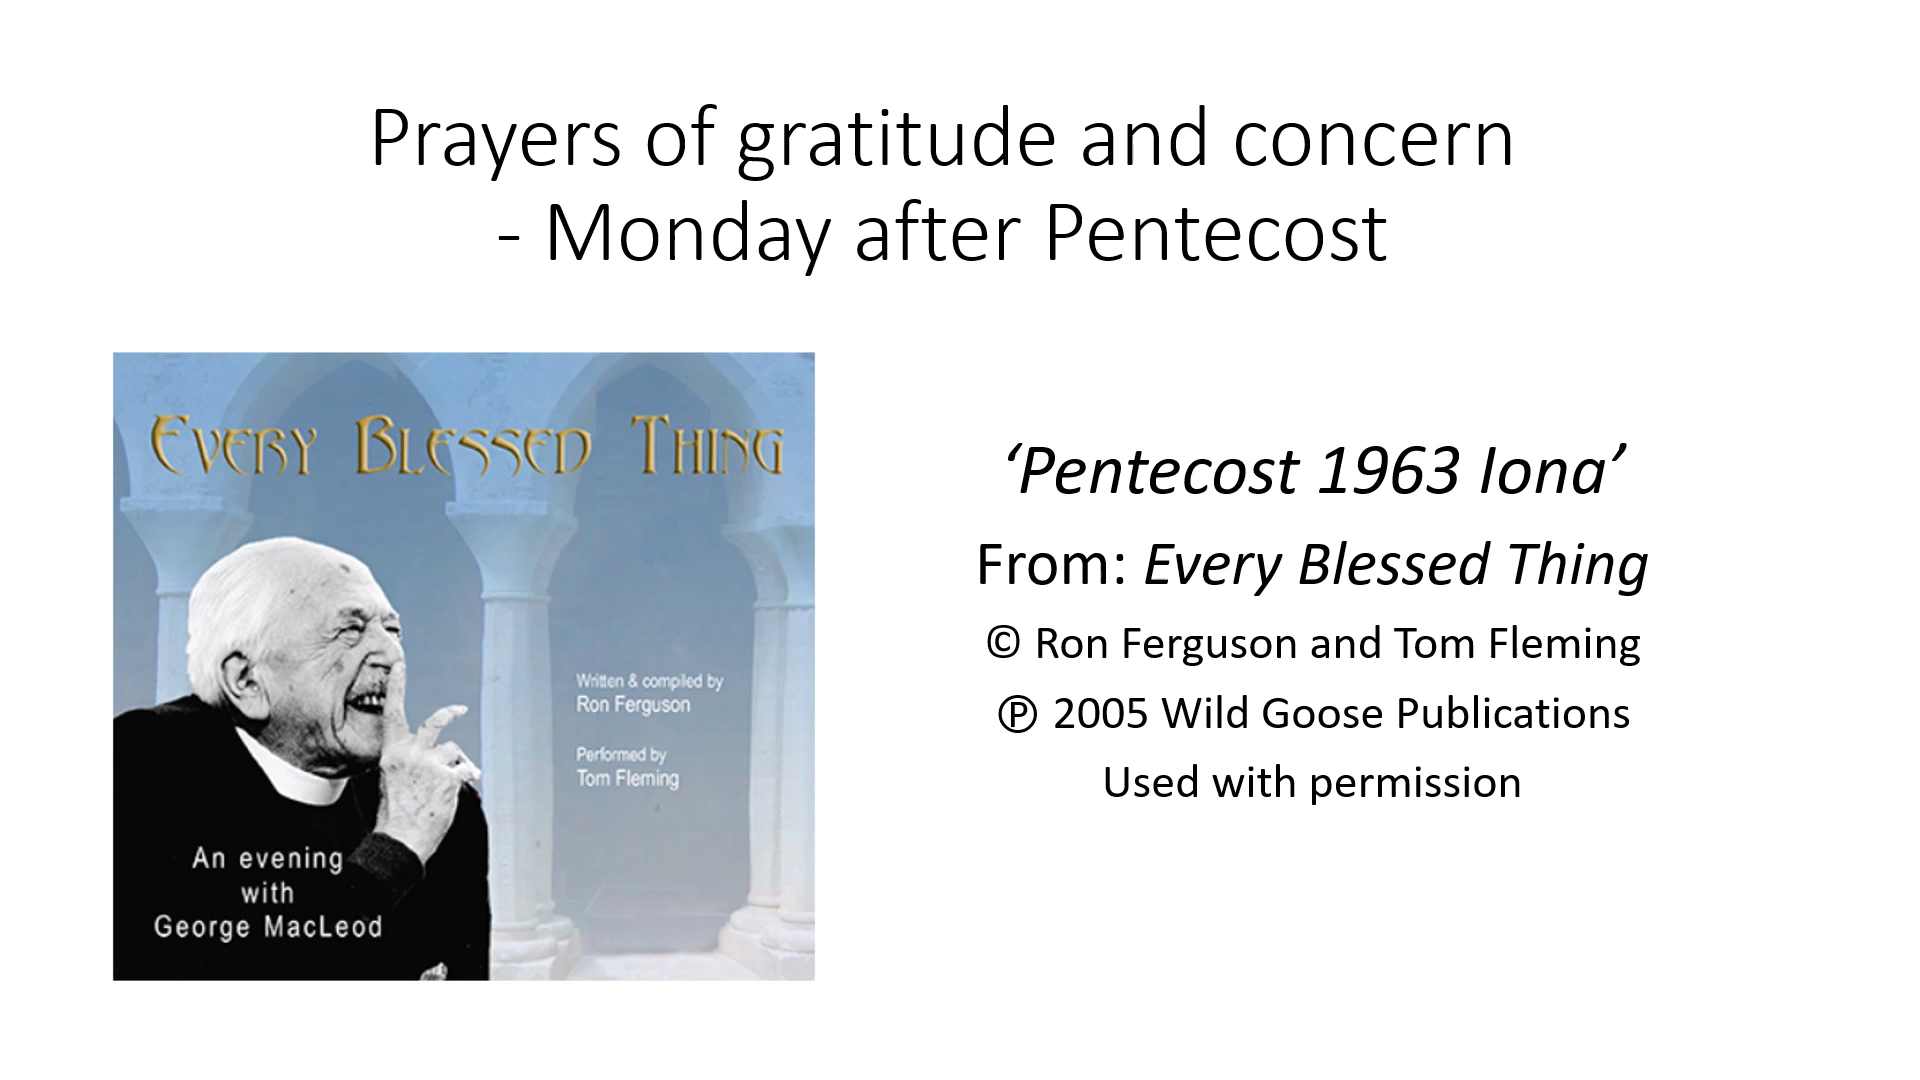 Prayers of gratitude and concern
- Monday after Pentecost
EVERY BLESSED THING
Written & compiled by
Ron Ferguson
Performed by
Tom Fleming
An evening
with
George MacLeod
‘Pentecost 1963 Iona’
From: Every Blessed Thing
© Ron Ferguson and Tom Fleming
℗ 2005 Wild Goose Publications
Used with permission